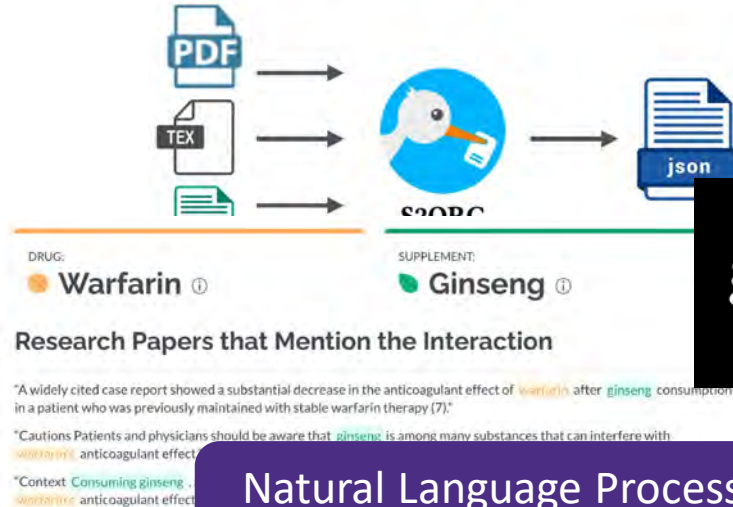 PDF
TEX
json
S2ORC
DRUG:
Warfarin
SUPPLEMENT:
Ginseng
Research Papers that Mention the Interaction
"A widely cited case report showed a substantial decrease in the anticoagulant effect of warfarin after ginseng consumption
in a patient who was previously maintained with stable warfarin therapy (7)."
"Cautions Patients and physicians should be aware that ginseng is among many substances that can interfere with
warfarin's anticoagulant effect
"Context Consuming ginseng
warfarin's anticoagulant effect
Natural Language Process